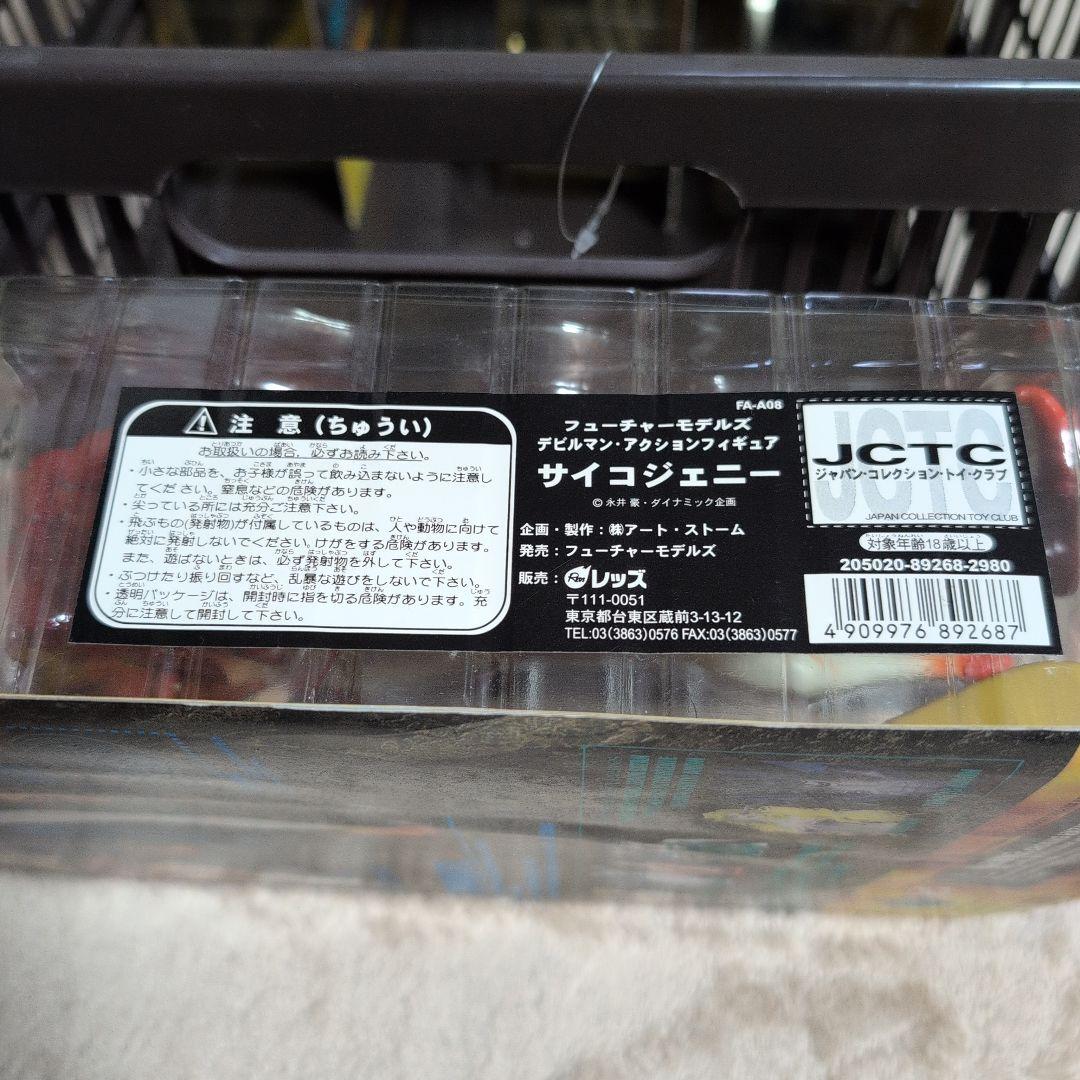 注意(ちゅうい)
お取扱いの場合、必ずお読み下さい。
・小さな部品を、お子様が誤って飲み込まないように注意
してください。窒息などの危険があります。
・尖っている所には充分ご注意下さい。
・飛ぶもの(発射物)が付属しているものは、人や動物に向けて
絶対に発射しないでください。けがをする危険があります。
また、遊ばないときは、必ず発射物を外して下さい。
・ぶつけたり振り回すなど、乱暴な遊びをしないで下さい。
・透明パッケージは、開封時に指を切る危険があります。充
分に注意して開封して下さい。
FA-A08
フューチャーモデルズ
デビルマン・アクションフィギュア
サイコジェニー
© 永井豪・ダイナミック企画
企画・製作:㈱アート・ストーム
発売:フューチャーモデルズ
販売:レッズ
〒111-0051
東京都台東区蔵前3-13-12
TEL:03(3863)0576 FAX:03(3863)0577
JCTC
JCTC
ジャパン・コレクション・トイ・クラブ
JAPAN COLLECTION TOY CLUB
対象年齢18歳以上
205020-89268-2980
4 909976 892687